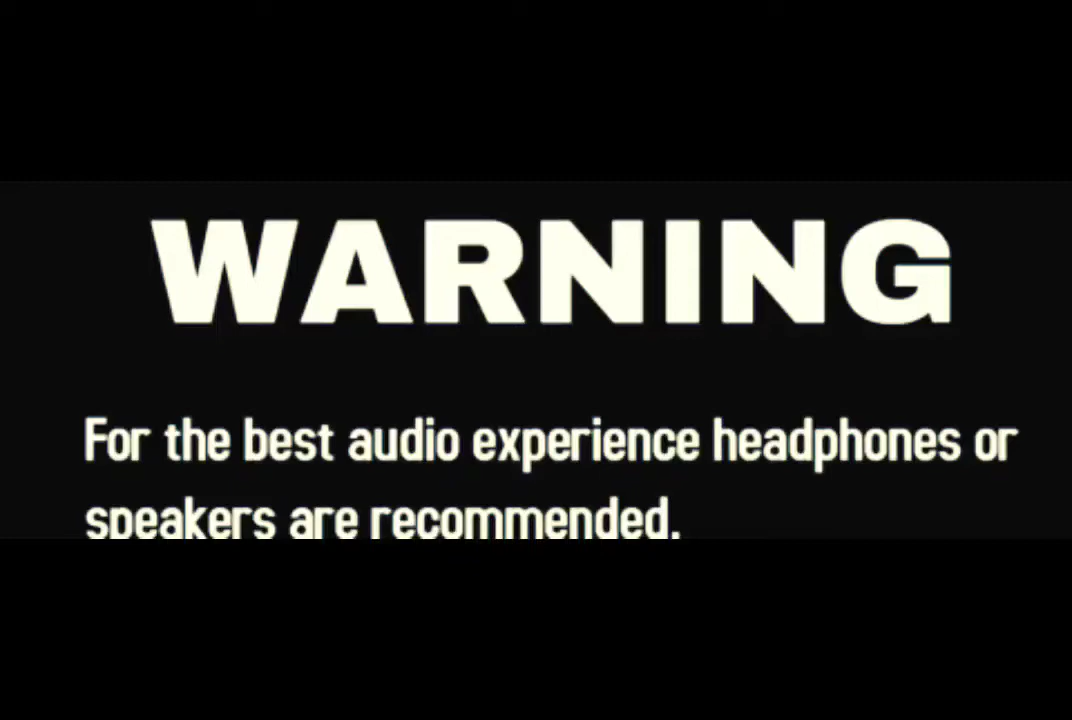 WARNING
For the best audio experience headphones or
speakers are recommended.